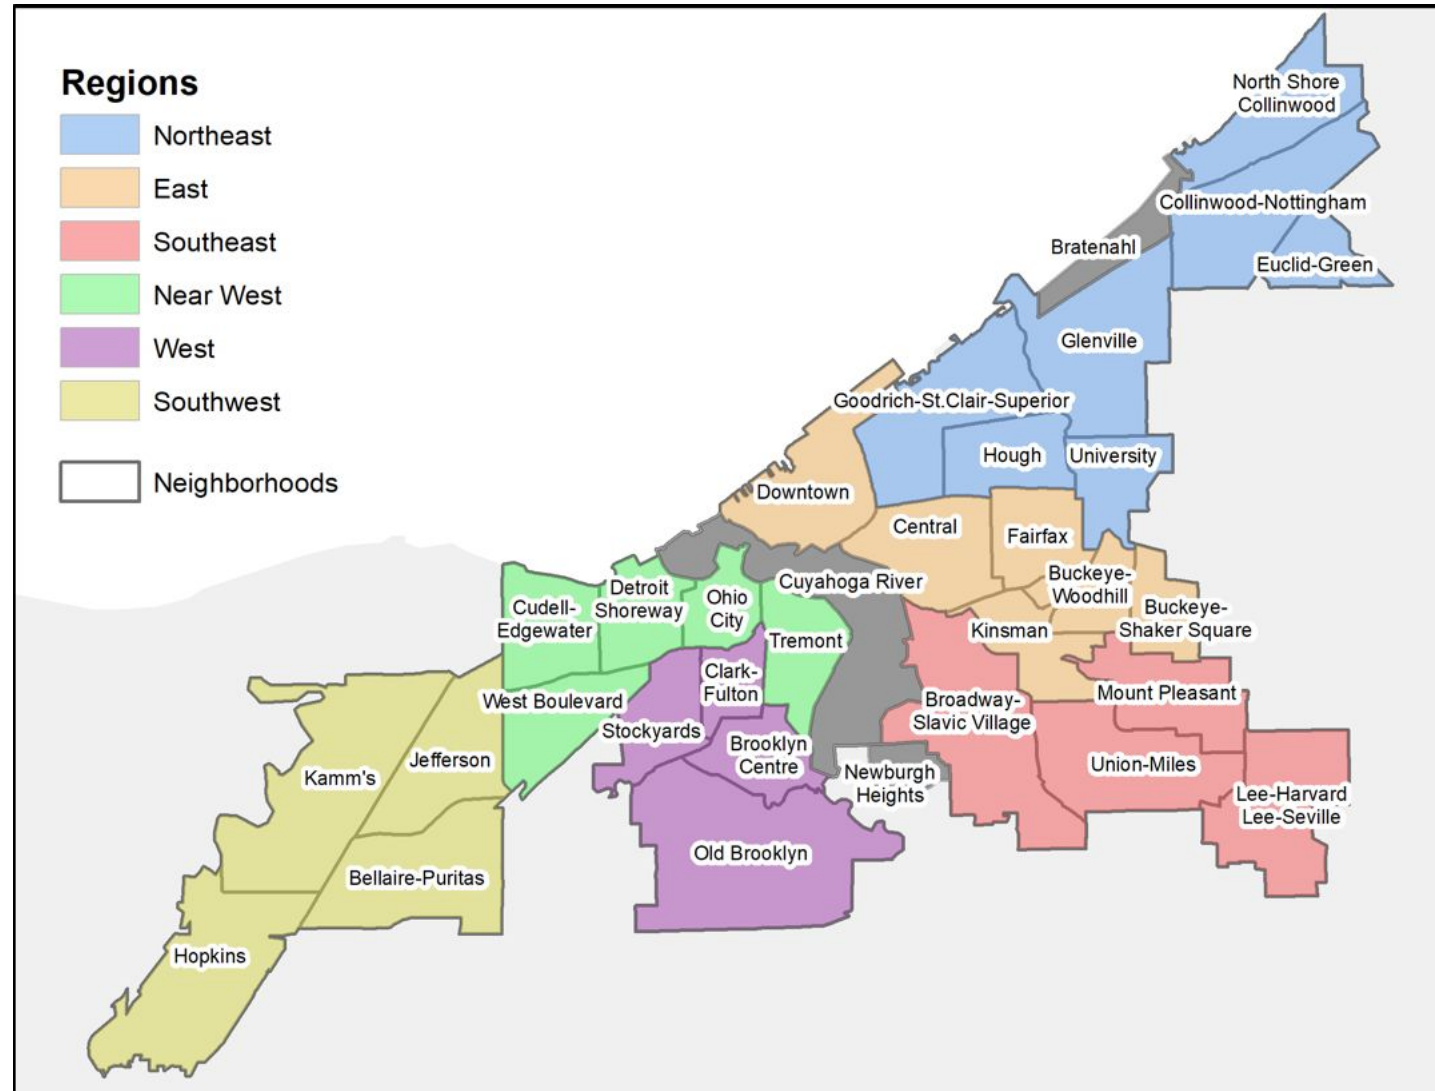 Regions
Northeast
East
Southeast
Near West
West
Southwest
Neighborhoods
North Shore
Collinwood
Collinwood-Nottingham
Bratenahl
Euclid-Green
Glenville
Goodrich-St.Clair-Superior
Hough
University
Downtown
Central
Fairfax
Buckeye-
Woodhill
Buckeye-
Shaker Square
Cuyahoga River
Kinsman
Detroit
Shoreway
Ohio
City
Cudell-
Edgewater
Tremont
Clark-
Fulton
West Boulevard
Mount Pleasant
Broadway-
Slavic Village
Stockyards
Brooklyn
Centre
Jefferson
Kamm's
Newburgh
Heights
Union-Miles
Lee-Harvard
Lee-Seville
Old Brooklyn
Bellaire-Puritas
Hopkins